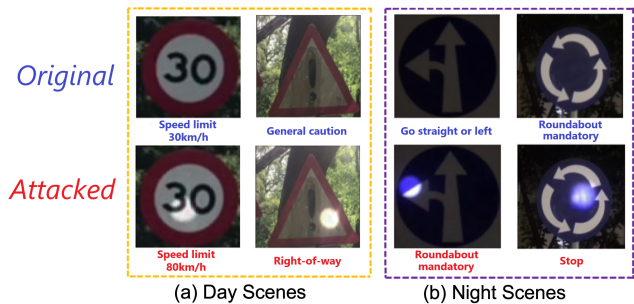 Original
30
Speed limit
30km/h
General caution
Go straight or left
Roundabout
mandatory
Attacked
30
Speed limit
80km/h
Right-of-way
Roundabout
mandatory
Stop
(a) Day Scenes
(b) Night Scenes